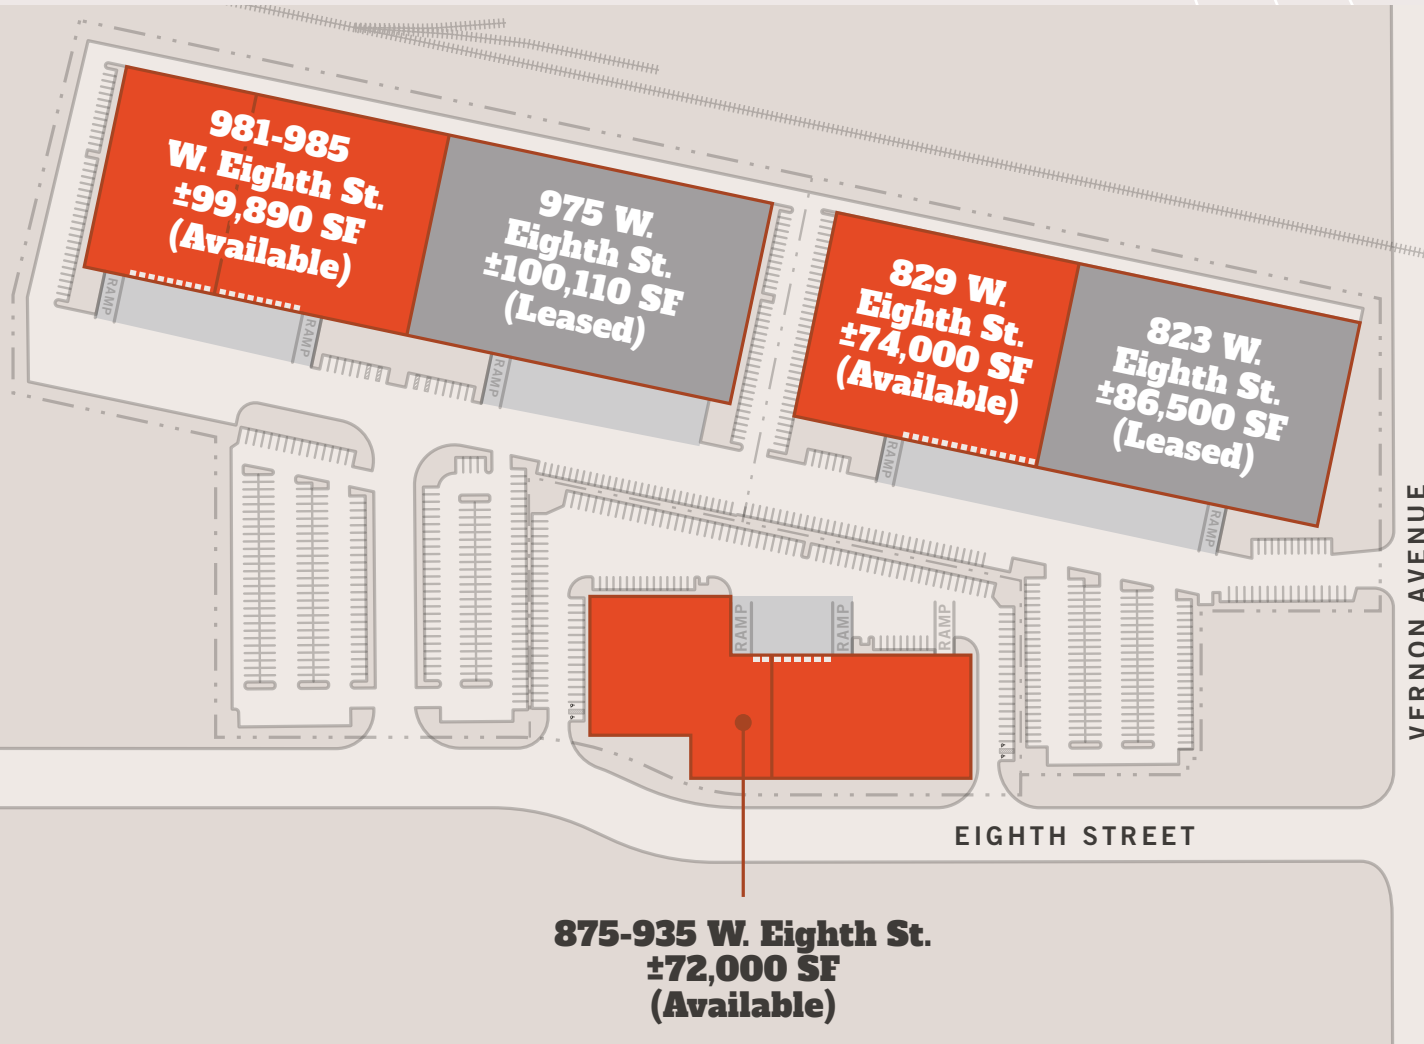 981-985
W. Eighth St.
±99,890 SF
(Available)
975 W.
Eighth St.
±100,110 SF
(Leased)
829 W.
Eighth St.
±74,000 SF
(Available)
823 W.
Eighth St.
±86,500 SF
(Leased)
RAMP
RAMP
RAMP
RAMP
RAMP
RAMP
RAMP
RAMP
VERNON AVENUE
EIGHTH STREET
875-935 W. Eighth St.
±72,000 SF
(Available)